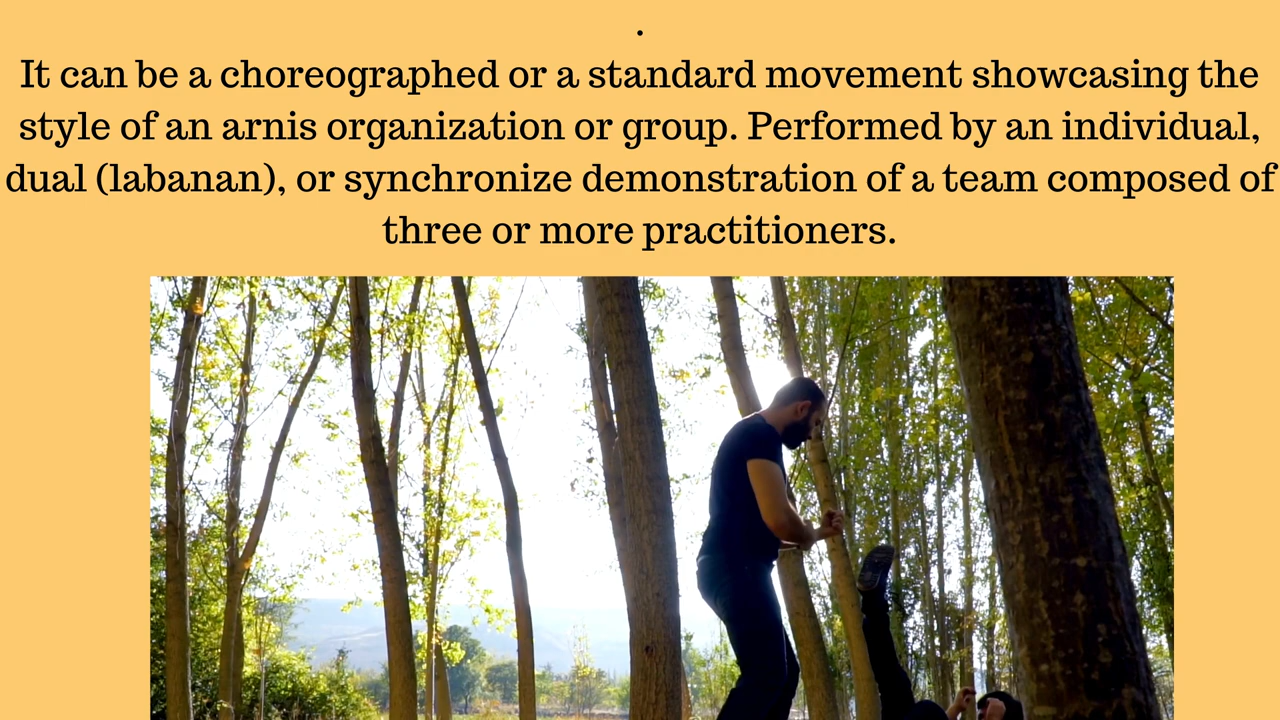 .
It can be a choreographed or a standard movement showcasing the
style of an arnis organization or group. Performed by an individual,
dual (labanan), or synchronize demonstration of a team composed of
three or more practitioners.